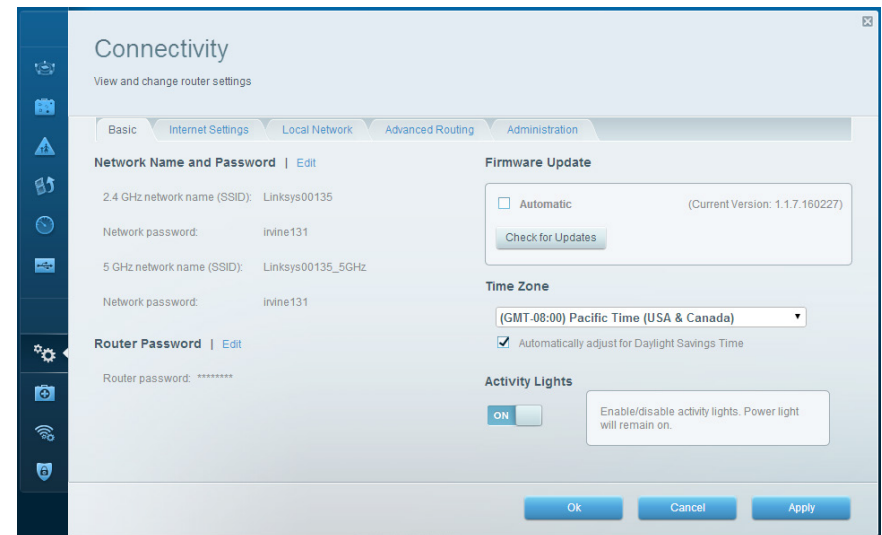 Connectivity
View and change router settings
Basic
Internet Settings
Local Network
Advanced Routing
Administration
Network Name and Password | Edit
2.4 GHz network name (SSID): Linksys00135
Network password: irvine131
5 GHz network name (SSID): Linksys00135_5GHz
Network password: irvine131
Router Password | Edit
Router password: ********
Firmware Update
Automatic
(Current Version: 1.1.7.160227)
Check for Updates
Time Zone
(GMT-08:00) Pacific Time (USA & Canada)
Automatically adjust for Daylight Savings Time
Activity Lights
ON
Enable/disable activity lights. Power light
will remain on.
Ok
Cancel
Apply